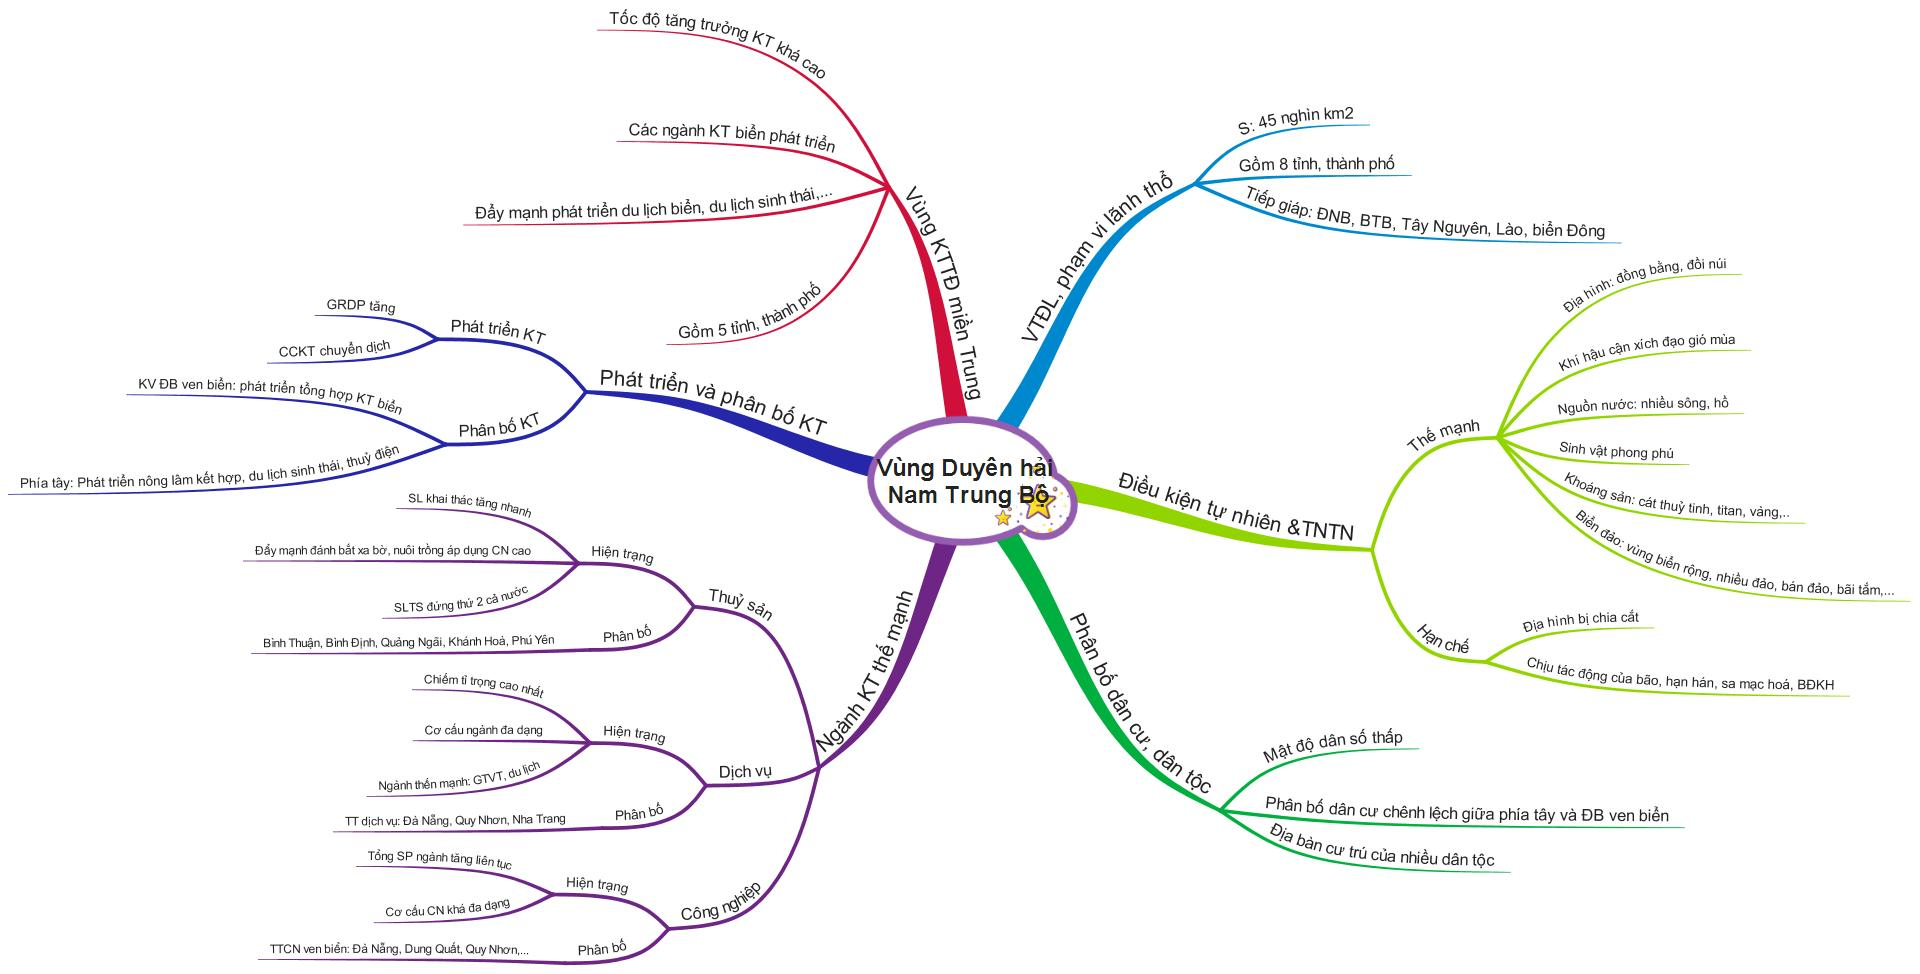 Vùng Duyên hải
Nam Trung Bộ
VTĐL, phạm vi lãnh thổ
S: 45 nghìn km2
Gồm 8 tỉnh, thành phố
Tiếp giáp: ĐNB, BTB, Tây Nguyên, Lào, biển Đông
Điều kiện tự nhiên &TNTN
Thế mạnh
Địa hình: đồng bằng, đồi núi
Khí hậu cận xích đạo gió mùa
Nguồn nước: nhiều sông, hồ
Sinh vật phong phú
Khoáng sản: cát thuỷ tinh, titan, vàng,..
Biển đảo: vùng biển rộng, nhiều đảo, bán đảo, bãi tắm,...
Hạn chế
Địa hình bị chia cắt
Chịu tác động của bão, hạn hán, sa mạc hoá, BĐKH
Phân bố dân cư, dân tộc
Mật độ dân số thấp
Phân bố dân cư chênh lệch giữa phía tây và ĐB ven biển
Địa bàn cư trú của nhiều dân tộc
Ngành KT thế mạnh
Thuỷ sản
Hiện trạng
SL khai thác tăng nhanh
Đẩy mạnh đánh bắt xa bờ, nuôi trồng áp dụng CN cao
SLTS đứng thứ 2 cả nước
Phân bố
Bình Thuận, Bình Định, Quảng Ngãi, Khánh Hoà, Phú Yên
Dịch vụ
Hiện trạng
Chiếm tỉ trọng cao nhất
Cơ cấu ngành đa dạng
Ngành thến mạnh: GTVT, du lịch
Phân bố
TT dịch vụ: Đà Nẵng, Quy Nhơn, Nha Trang
Công nghiệp
Hiện trạng
Tổng SP ngành tăng liên tục
Cơ cấu CN khá đa dạng
Phân bố
TTCN ven biển: Đà Nẵng, Dung Quất, Quy Nhơn,...
Phát triển và phân bố KT
Phát triển KT
GRDP tăng
CCKT chuyển dịch
Phân bố KT
KV ĐB ven biển: phát triển tổng hợp KT biển
Phía tây: Phát triển nông lâm kết hợp, du lịch sinh thái, thuỷ điện
Vùng KTTĐ miền Trung
Tốc độ tăng trưởng KT khá cao
Các ngành KT biển phát triển
Đẩy mạnh phát triển du lịch biển, du lịch sinh thái,...
Gồm 5 tỉnh, thành phố